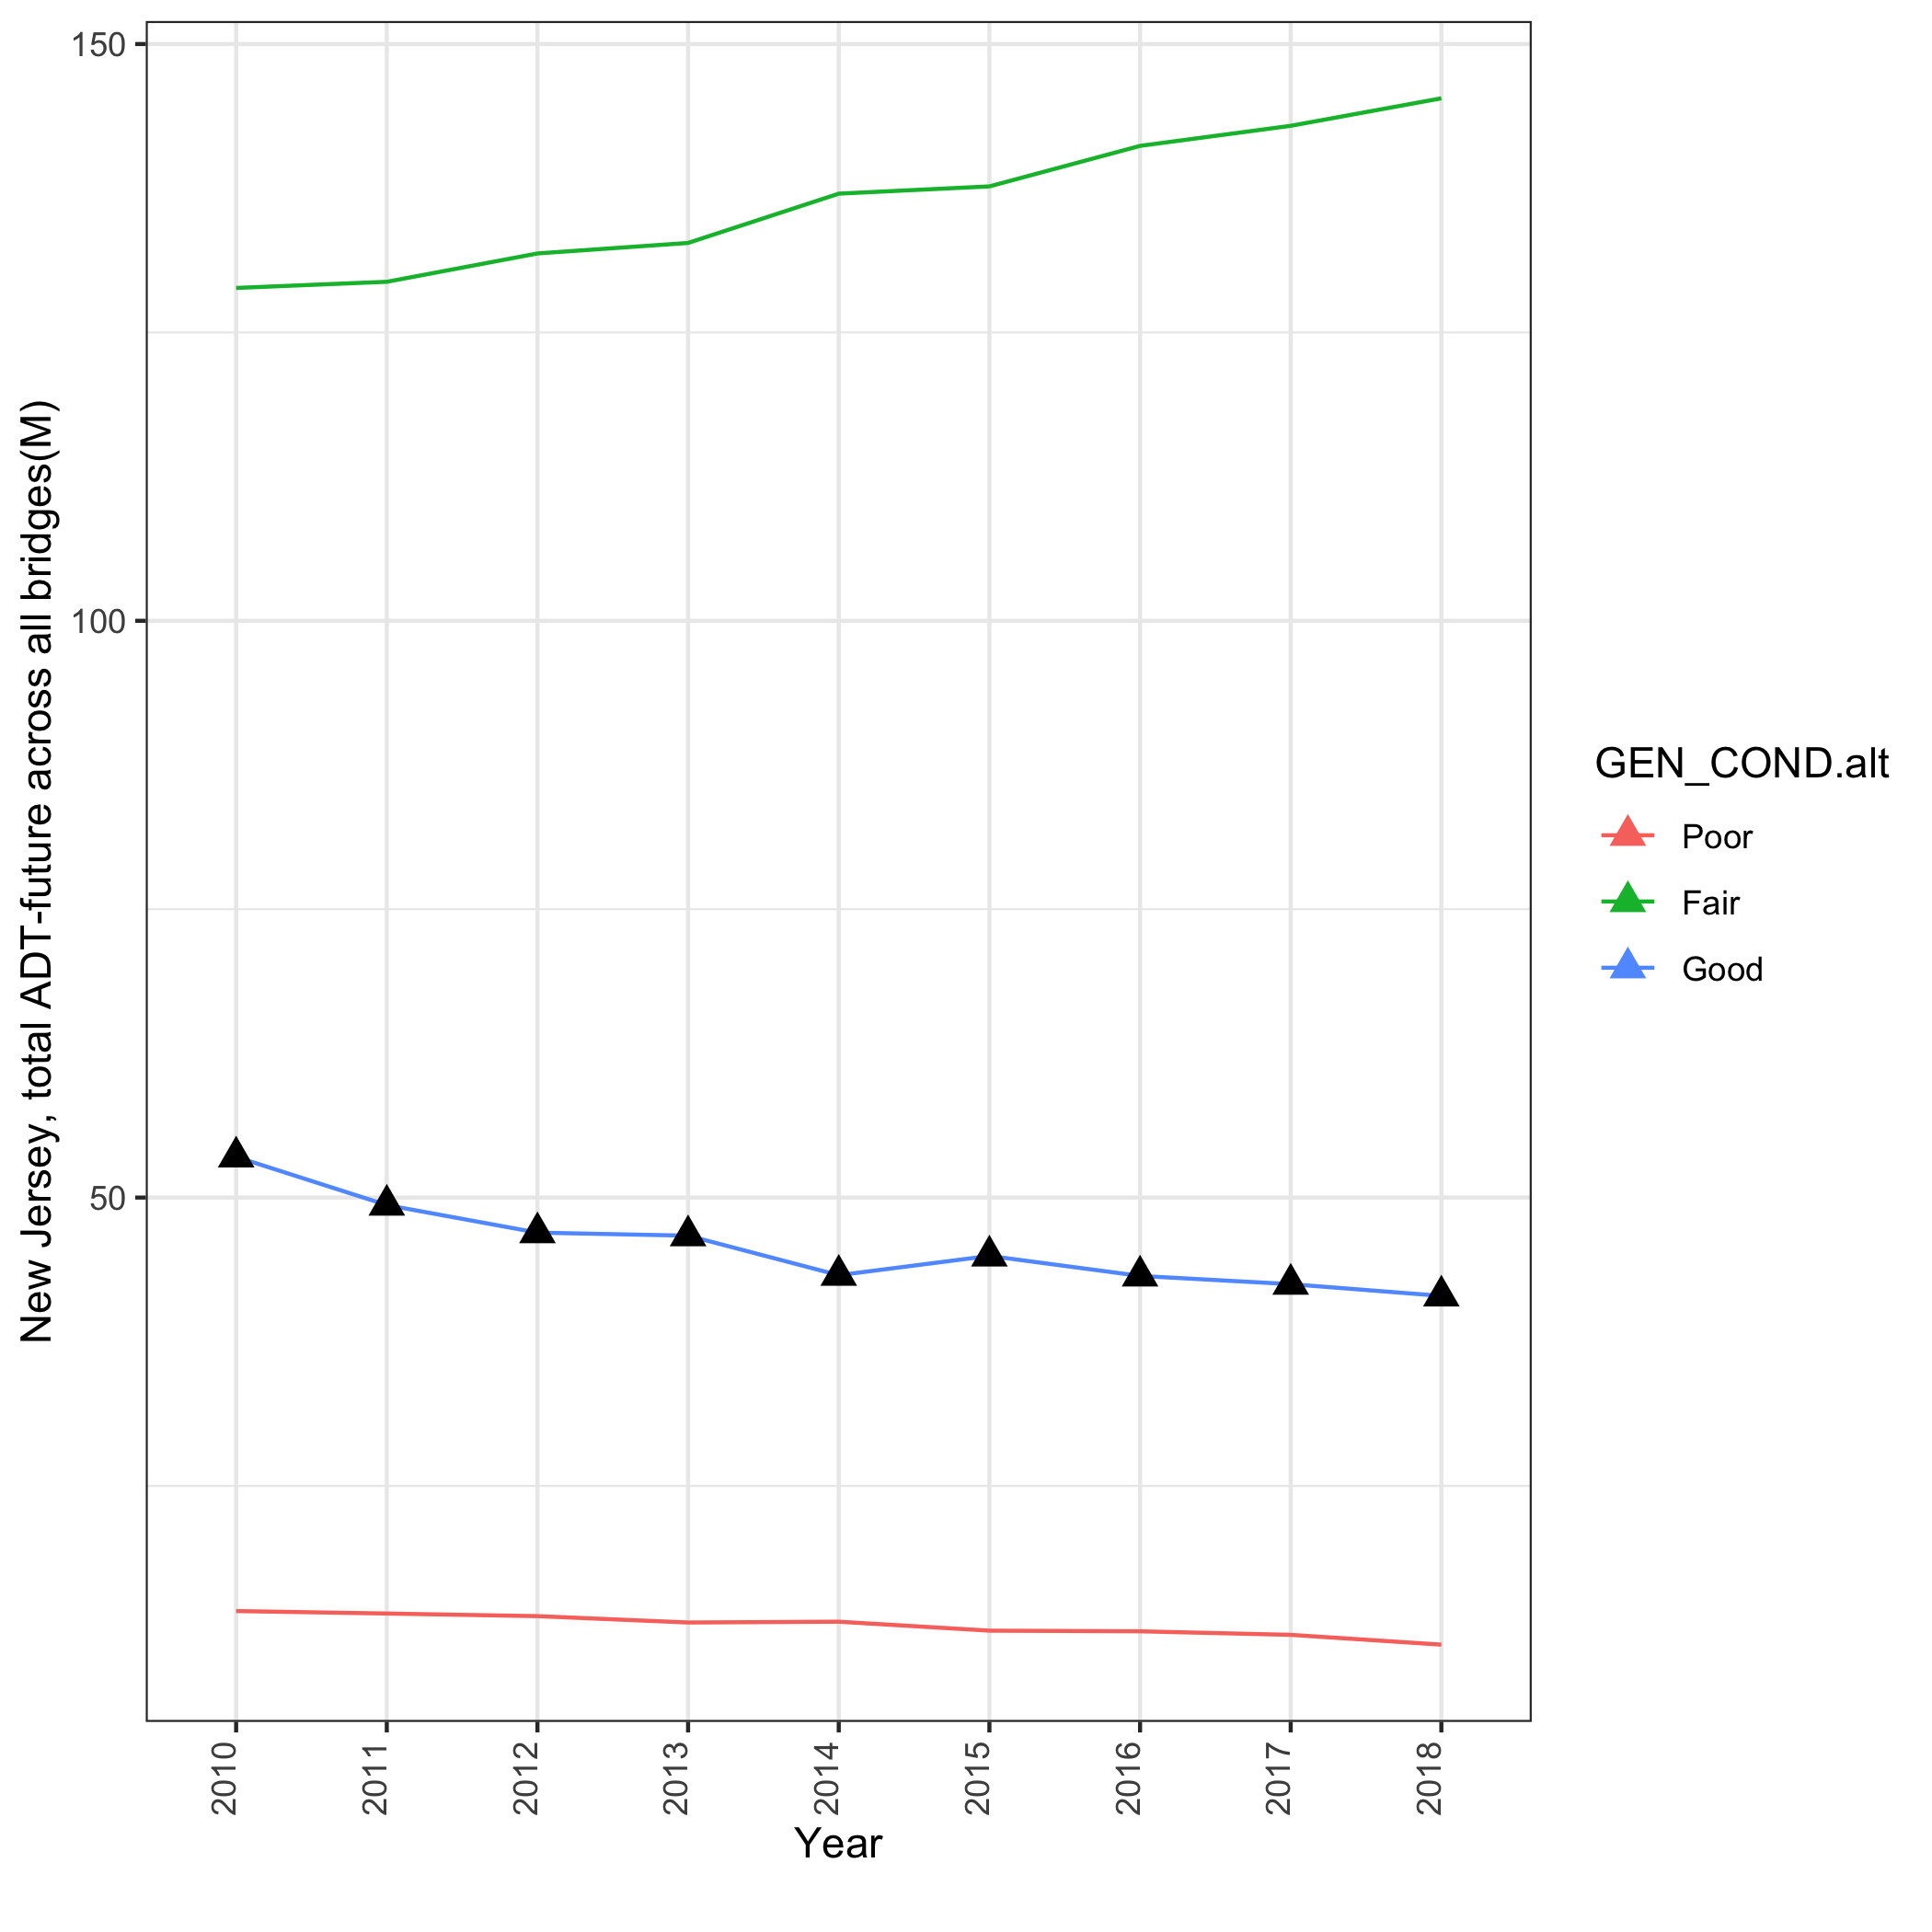 New Jersey, total ADT-future across all bridges(M)
150
100
50
2010
2011
2012
2013
2014
2015
2016
2017
2018
Year
GEN_COND.alt
Poor
Fair
Good